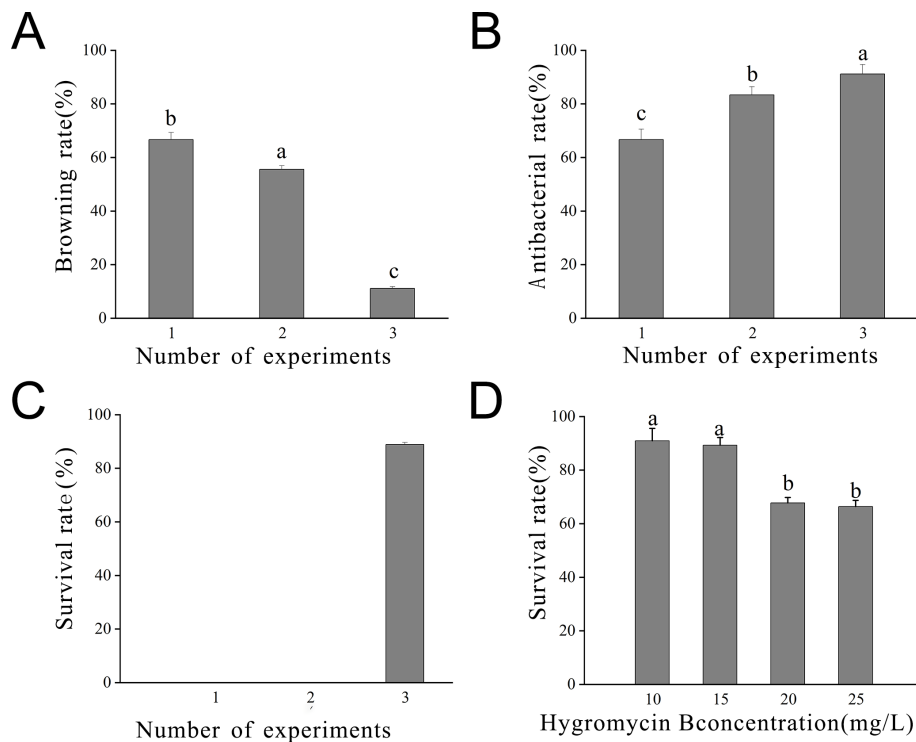 A
100
80
60
40
20
0
Browning rate(%)
b
a
c
1 2 3
Number of experiments
B
100
80
60
40
20
0
Antibacterial rate(%)
c
b
a
1 2 3
Number of experiments
C
100
80
60
40
20
0
Survival rate(%)
1 2 3
Number of experiments
D
100
80
60
40
20
0
Survival rate(%)
a
a
b
b
10 15 20 25
Hygromycin Bconcentration(mg/L)